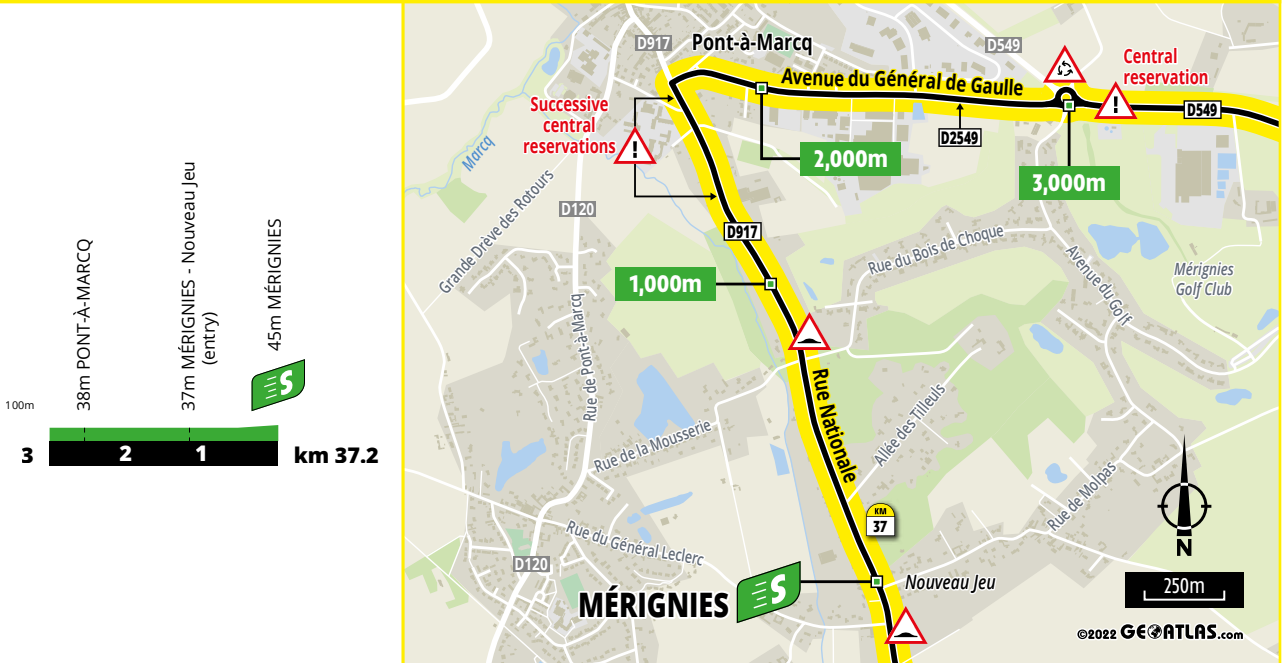 38m PONT-À-MARCQ
37m MÉRIGNIES - Nouveau Jeu
(entry)
45m MÉRIGNIES
S
100m
3
2
1
km 37.2
D917
Pont-à-Marcq
D549
Central
reservation
Avenue du Général de Gaulle
!
D549
Successive
central
reservations
!
Marcq
D2549
2,000m
3,000m
Grande Drève des Rotours
D120
D917
Rue du Bois de Choque
Avenue du Golf
Mérignies
Golf Club
1,000m
Rue de Pont-à-Marcq
Rue Nationale
Allée des Tilleuls
Rue de la Mousserie
Rue de Molpas
KM
37
Rue du Général Leclerc
D120
N
MÉRIGNIES
S
Nouveau Jeu
250m
©2022 GEOATLAS.com